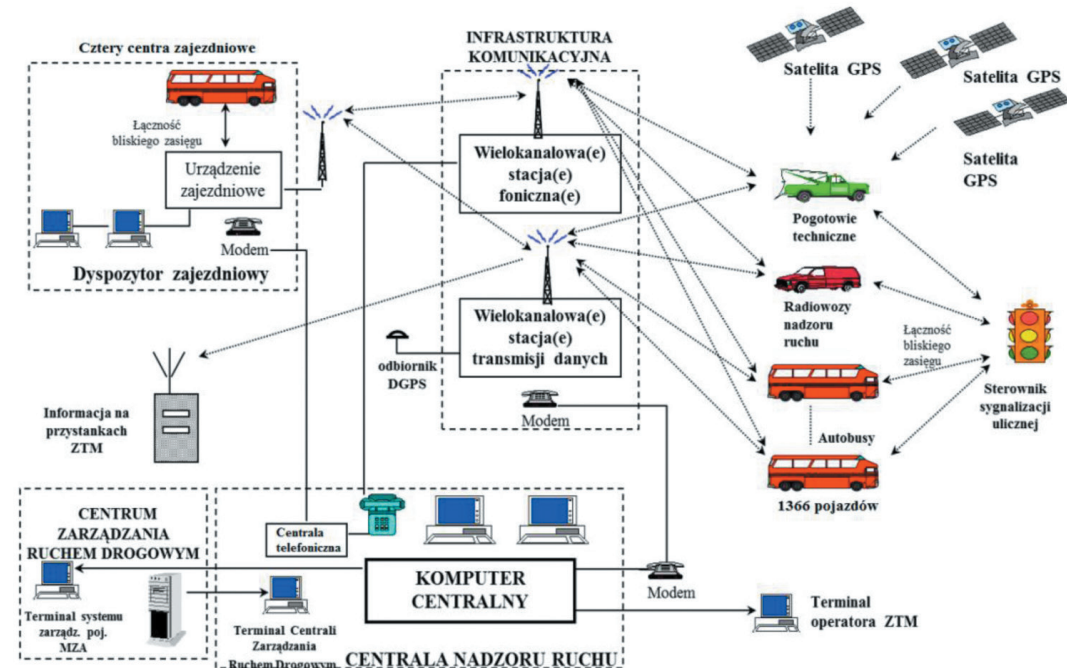 Cztery centra zajezdniowe
Łączność
bliskiego zasięgu
Urządzenie
zajezdniowe
Modem
Dyspozytor zajezdniowy
INFRASTRUKTURA
KOMUNIKACYJNA
Wielokanałowa(e)
stacja(e)
foniczna(e)
Wielokanałowa(e)
stacja(e)
transmisji danych
odbiornik
DGPS
Modem
Satelita GPS
Satelita GPS
Satelita
GPS
Pogotowie
techniczne
Radiowozy
nadzoru
ruchu
Łączność
bliskiego
zasięgu
Sterownik
sygnalizacji
ulicznej
Autobusy
1366 pojazdów
Informacja na
przystankach
ZTM
CENTRUM
ZARZĄDZANIA
RUCHEM DROGOWYM
Terminal systemu
zarządz. poj.
MZA
Centrala
telefoniczna
KOMPUTER
CENTRALNY
Terminal Centrali
Zarządzania
Ruchem Drogowym
CENTRALA NADZORU RUCHU
Modem
Terminal
operatora ZTM